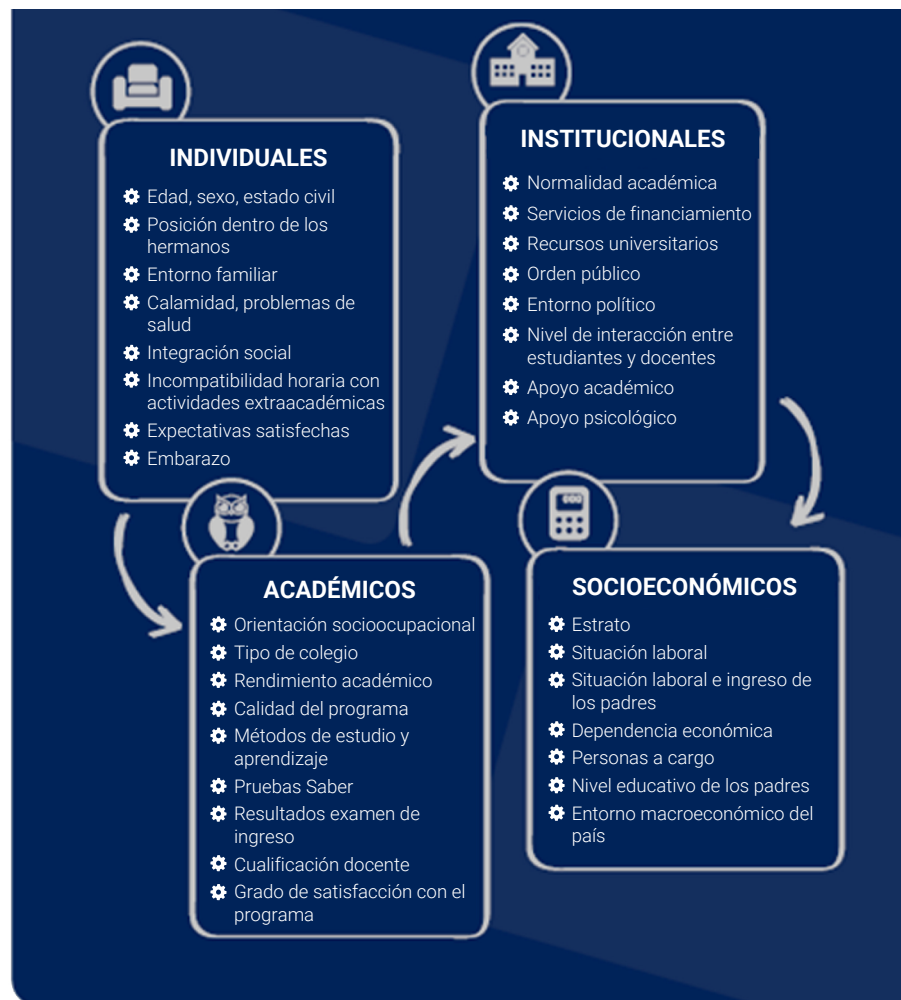 INDIVIDUALES
Edad, sexo, estado civil
Posición dentro de los
hermanos
Entorno familiar
Calamidad, problemas de
salud
Integración social
Incompatibilidad horaria con
actividades extraacadémicas
Expectativas satisfechas
Embarazo
ACADÉMICOS
Orientación socioocupacional
Tipo de colegio
Rendimiento académico
Calidad del programa
Métodos de estudio y
aprendizaje
Pruebas Saber
Resultados examen de
ingreso
Cualificación docente
Grado de satisfacción con el
programa
INSTITUCIONALES
Normalidad académica
Servicios de financiamiento
Recursos universitarios
Orden público
Entorno político
Nivel de interacción entre
estudiantes y docentes
Apoyo académico
Apoyo psicológico
SOCIOECONÓMICOS
Estrato
Situación laboral
Situación laboral e ingreso de
los padres
Dependencia económica
Personas a cargo
Nivel educativo de los padres
Entorno macroeconómico del
país